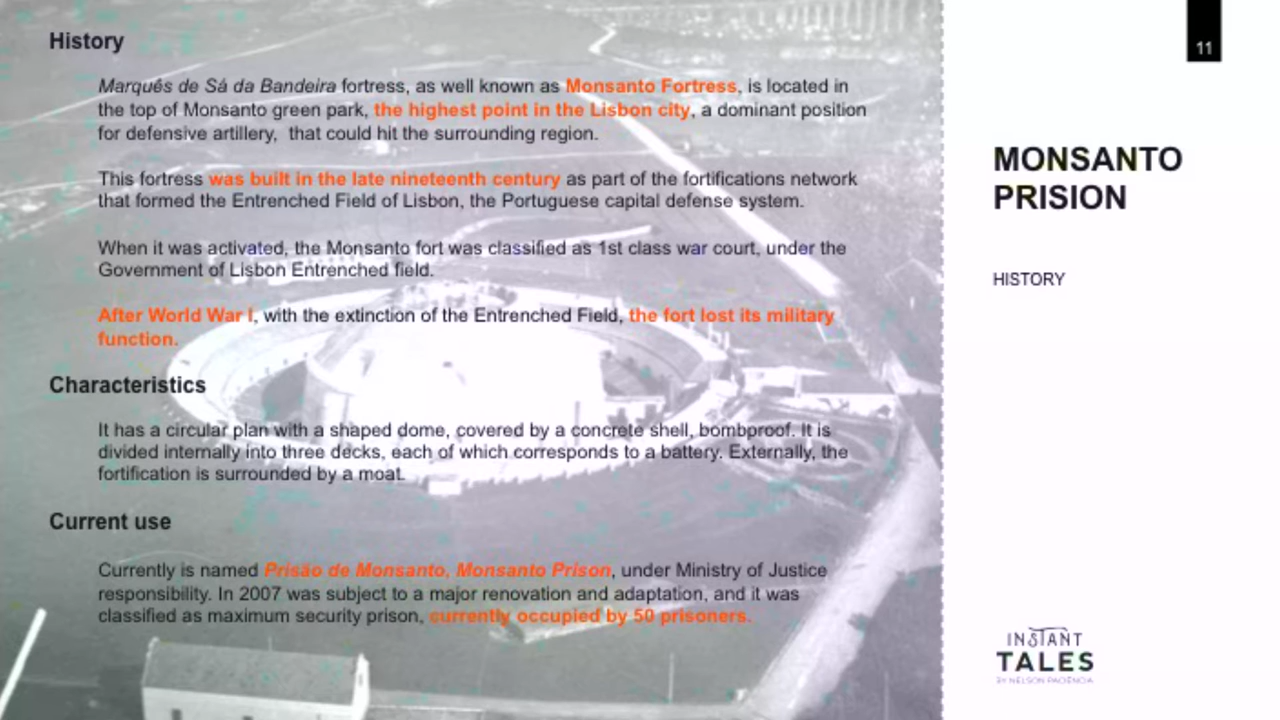 History
Marquês de Sá da Bandeira fortress, as well known as Monsanto Fortress, is located in
the top of Monsanto green park, the highest point in the Lisbon city, a dominant position
for defensive artillery,  that could hit the surrounding region.
This fortress was built in the late nineteenth century as part of the fortifications network
that formed the Entrenched Field of Lisbon, the Portuguese capital defense system.
When it was activated, the Monsanto fort was classified as 1st class war court, under the
Government of Lisbon Entrenched field.
After World War I, with the extinction of the Entrenched Field, the fort lost its military
function.
Characteristics
It has a circular plan with a shaped dome, covered by a concrete shell, bombproof. It is
divided internally into three decks, each of which corresponds to a battery. Externally, the
fortification is surrounded by a moat.
Current use
Currently is named Prisão de Monsanto, Monsanto Prison, under Ministry of Justice
responsibility. In 2007 was subject to a major renovation and adaptation, and it was
classified as maximum security prison, currently occupied by 50 prisoners.
11
MONSANTO
PRISION
HISTORY
INSTANT
TALES
BY NELSON PACIÊNCIA